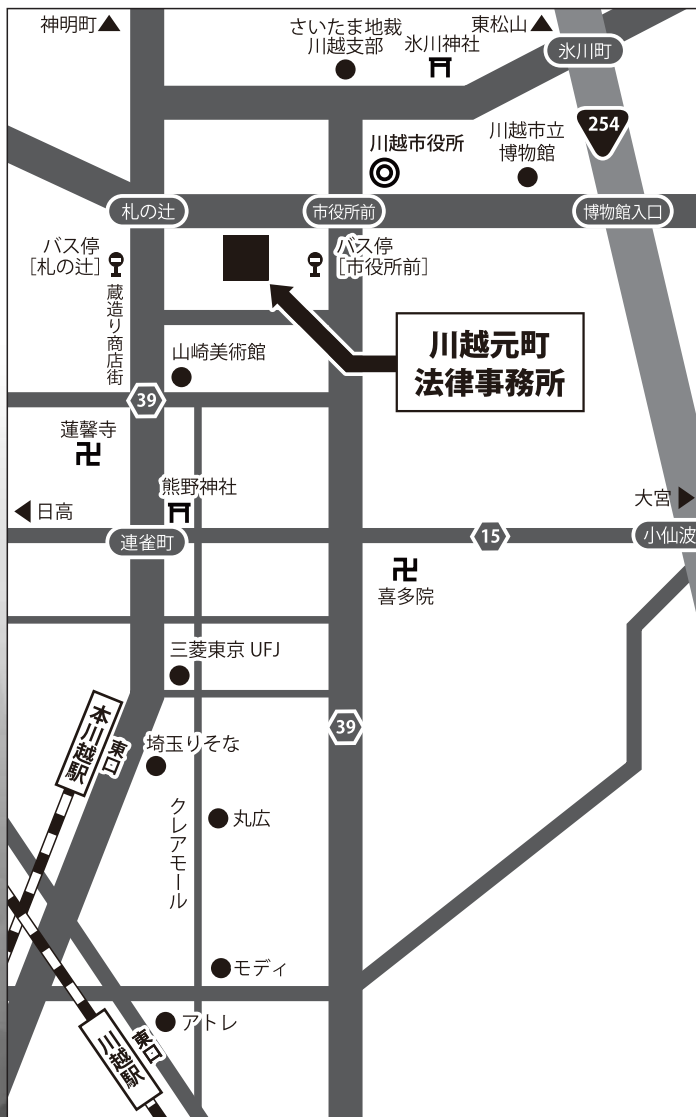 神明町
さいたま地裁
川越支部
氷川神社
東松山
氷川町
254
川越市役所
川越市立
博物館
札の辻
市役所前
博物館入口
バス停
[札の辻]
バス停
[市役所前]
蔵造り商店街
川越元町
法律事務所
山崎美術館
39
蓮馨寺
熊野神社
日高
大宮
連雀町
15
小仙波
喜多院
三菱東京 UFJ
本川越駅
東口
埼玉りそな
39
クレアモール
丸広
モディ
アトレ
川越駅
東口